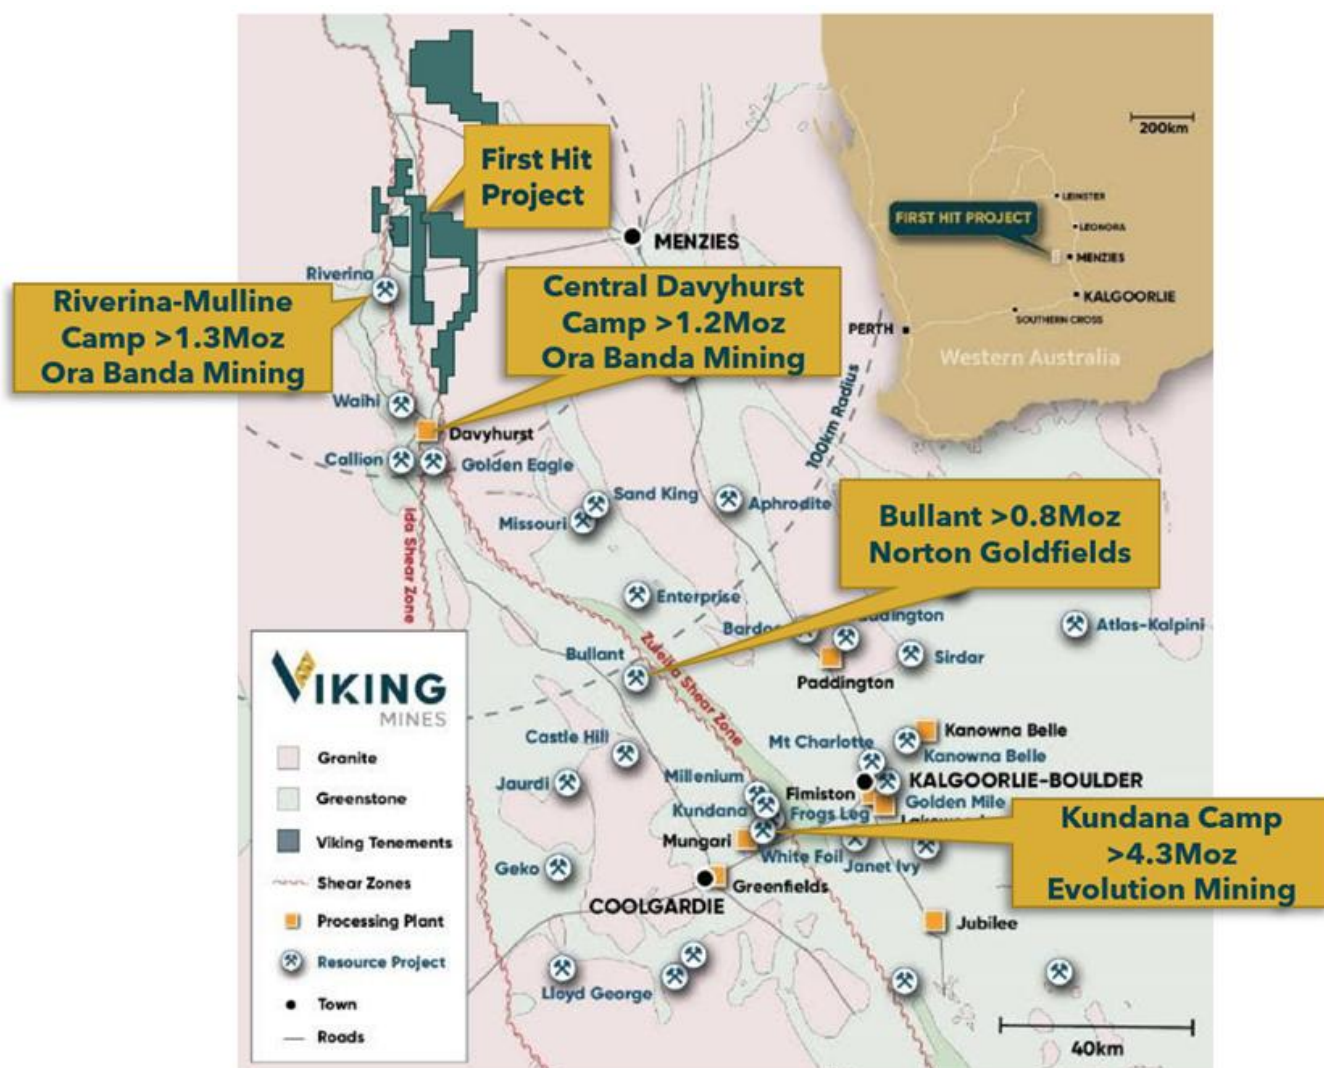 First Hit
Project
MENZIES
Riverina
Riverina-Mulline
Camp >1.3Moz
Ora Banda Mining
Central Davyhurst
Camp >1.2Moz
Ora Banda Mining
200km
LEINSTER
FIRST HIT PROJECT
LEONORA
MENZIES
KALGOORLIE
SOUTHERN CROSS
PERTH
Western Australia
Waihi
Davyhurst
Callion
Golden Eagle
100km Radius
Sand King
Missouri
Aphrodite
Ida Shear Zone
Bullant >0.8Moz
Norton Goldfields
Enterprise
Atlas-Kalpini
Sirdar
Paddington
Bullant
Zuleika Shear Zone
Castle Hill
Mt Charlotte
Kanowna Belle
Kanowna Belle
Jaurdi
Millenium
Fimiston
KALGOORLIE-BOULDER
Golden Mile
Kundana
Frogs Leg
Mungari
White Foil
Janet Ivy
Kundana Camp
>4.3Moz
Evolution Mining
Geko
Greenfields
COOLGARDIE
Jubilee
Lloyd George
40km
VIKING
MINES
Granite
Greenstone
Viking Tenements
Shear Zones
Processing Plant
Resource Project
Town
Roads